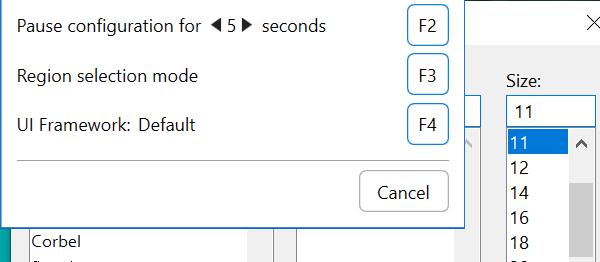 Pause configuration for ◀ 5 ▶ seconds F2
Region selection mode F3
UI Framework: Default F4
Cancel
Size:
11
11
12
14
16
18
Corbel